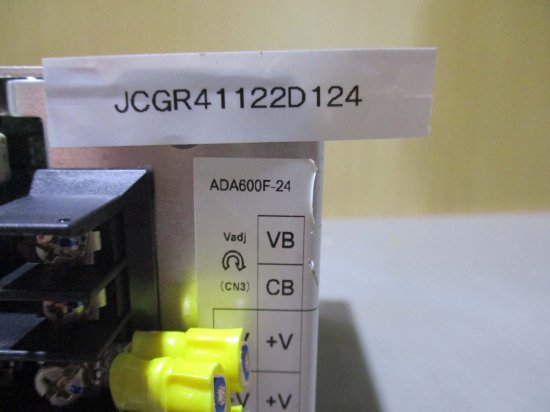 JCGR41122D124
ADA600F-24
Vadj
(CN3)
VB
CB
+V
+V